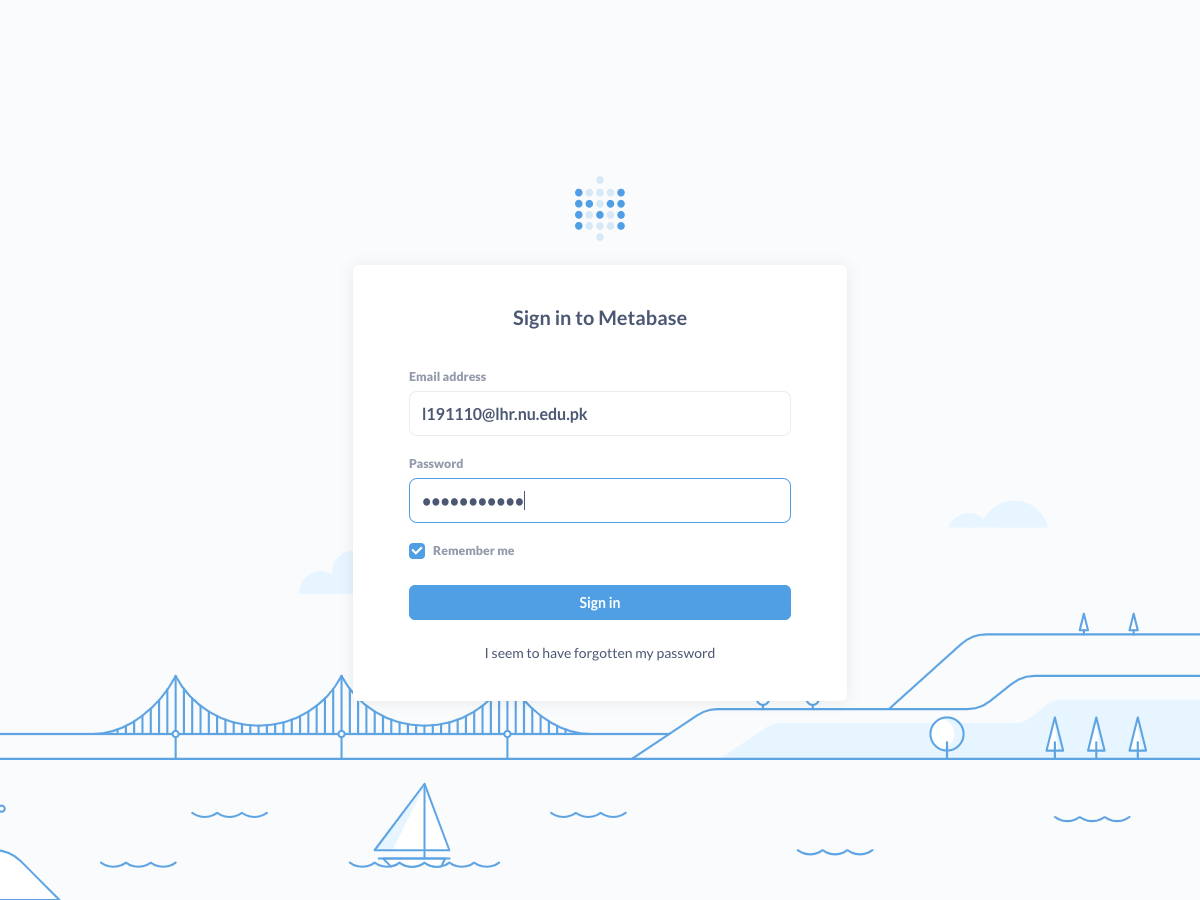 Sign in to Metabase
Email address
l191110@lhr.nu.edu.pk
Password
●●●●●●●●●●●
Remember me
Sign in
I seem to have forgotten my password